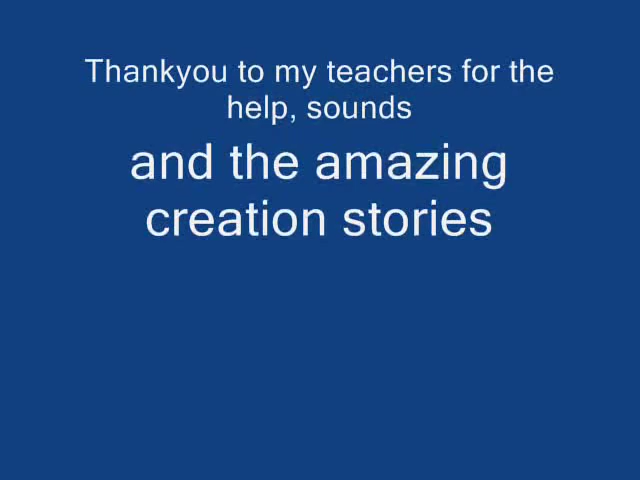 Thankyou to my teachers for the
help, sounds
and the amazing
creation stories